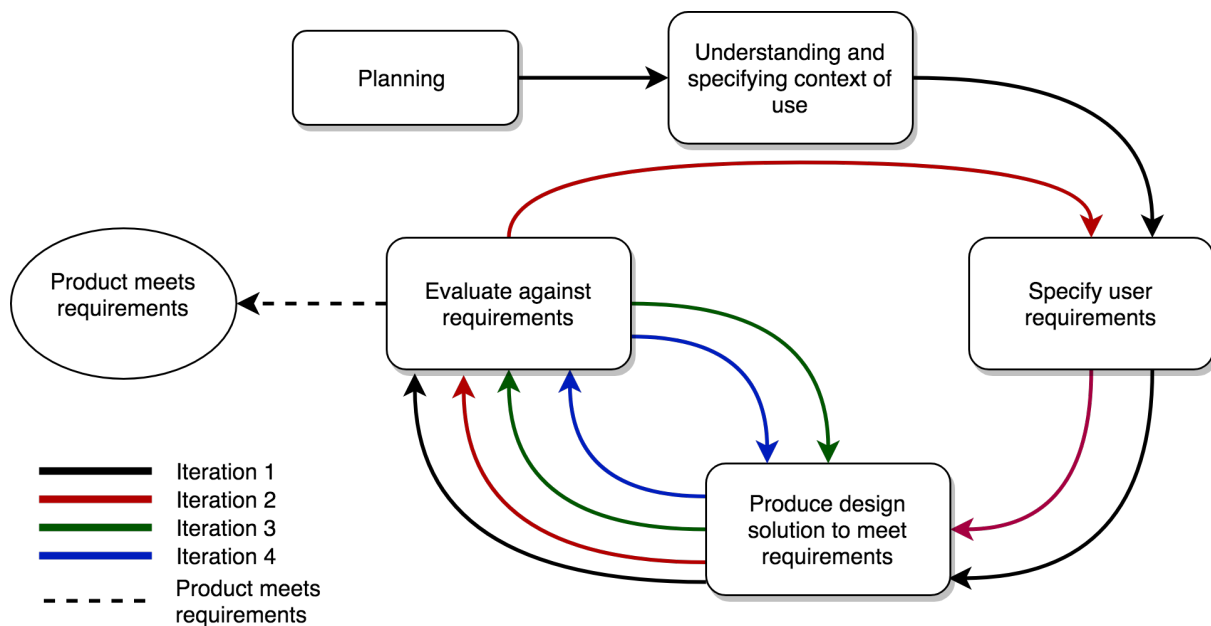 Planning
Understanding and
specifying context of
use
Product meets
requirements
Evaluate against
requirements
Specify user
requirements
Produce design
solution to meet
requirements
Iteration 1
Iteration 2
Iteration 3
Iteration 4
Product meets
requirements